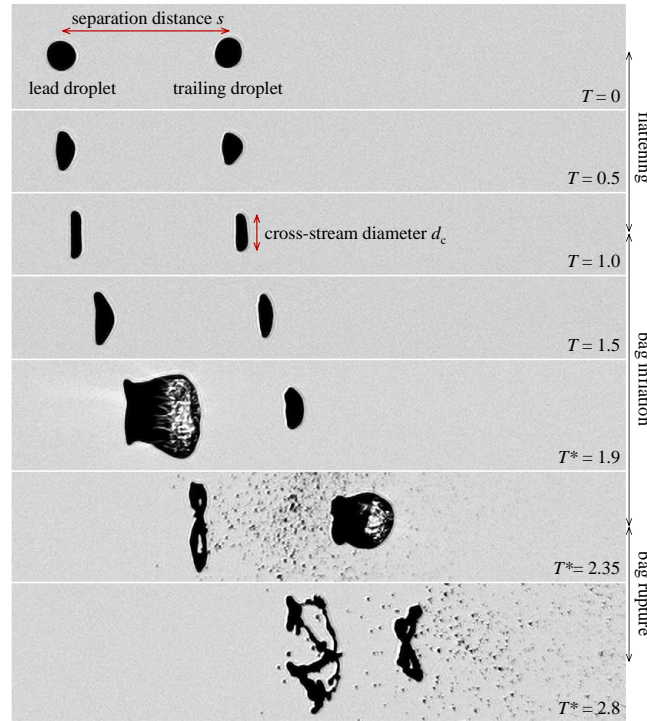 separation distance s
lead droplet
trailing droplet
T = 0
flattening
T = 0.5
cross-stream diameter dc
T = 1.0
T = 1.5
bag inflation
T* = 1.9
T*= 2.35
bag rupture
T* = 2.8